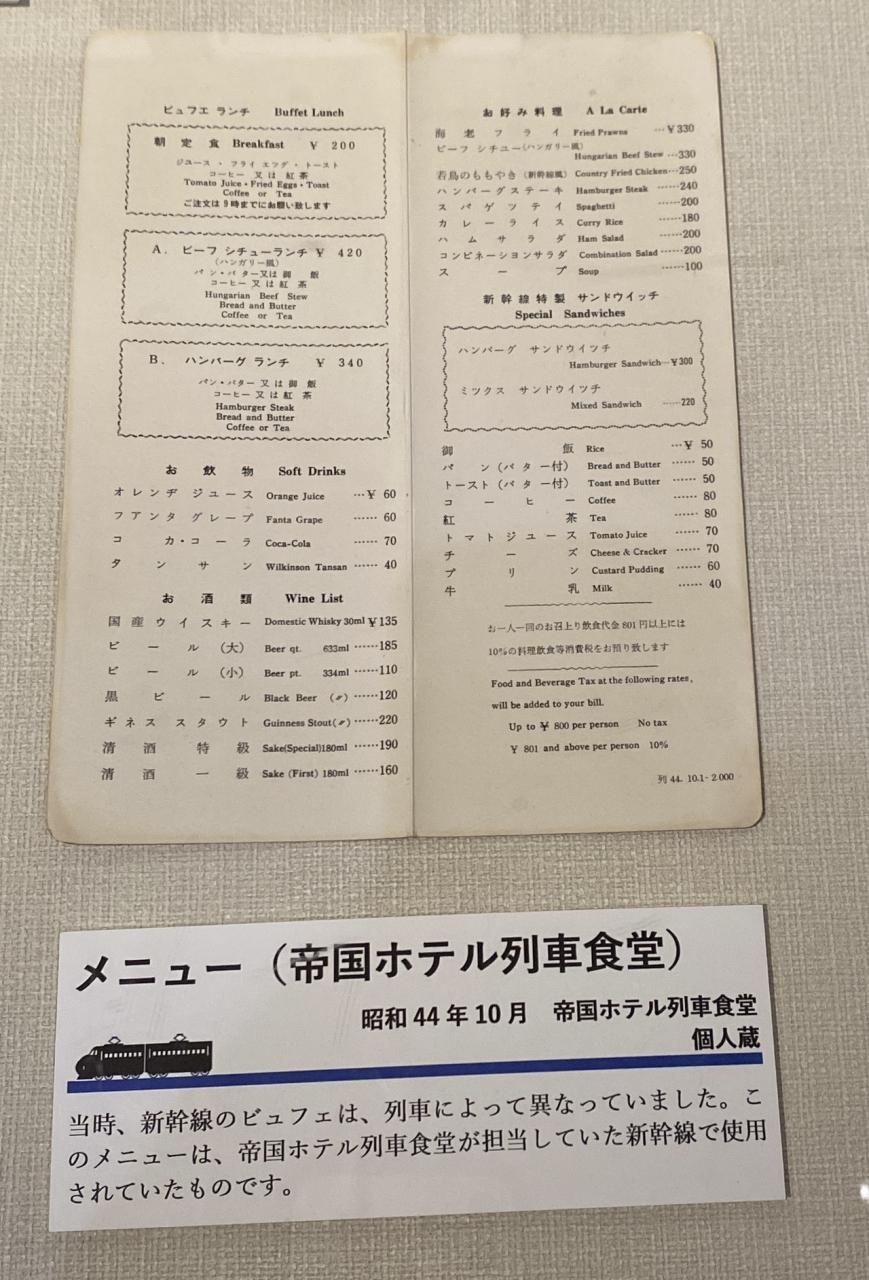 ビュフエ ランチ Buffet Lunch
朝定食 Breakfast ¥ 200
ジュース・フライ エッグ・トースト
コーヒー 又は 紅茶
Tomato Juice・Fried Eggs・Toast
Coffee or Tea
ご注文は9時までにお願い致します
A. ビーフ シチューランチ ¥ 420
(ハンガリー風)
パン・バター又は御飯
コーヒー 又は 紅茶
Hungarian Beef Stew
Bread and Butter
Coffee or Tea
B. ハンバーグ ランチ ¥ 340
パン・バター 又は 御飯
コーヒー 又は 紅茶
Hamburger Steak
Bread and Butter
Coffee or Tea
お飲物 Soft Drinks
オレンヂ ジュース Orange Juice …¥ 60
フアンタ グレープ Fanta Grape …… 60
コカ・コーラ Coca-Cola …… 70
タンサン Wilkinson Tansan …… 40
お酒類 Wine List
国産ウイスキー Domestic Whisky 30ml ¥135
ビール (大) Beer qt. 633ml ……185
ビール (小) Beer pt. 334ml ……110
黒ビール Black Beer (〃) ……120
ギネス スタウト Guinness Stout(〃) ……220
清酒特級 Sake(Special)180ml ……190
清酒一級 Sake (First) 180ml ……160
お好み料理 A La Carte
海老フライ Fried Prawns …¥330
ビーフ シチユー(ハンガリー風)
Hungarian Beef Stew …330
若鳥のももやき (新幹線風) Country Fried Chicken…250
ハンバーグステーキ Hamburger Steak ……240
スパゲツテイ Spaghetti ……200
カレーライス Curry Rice ……180
ハムサラダ Ham Salad ……200
コンビネーションサラダ Combination Salad ……200
スープ Soup ……100
新幹線特製 サンドウイッチ
Special Sandwiches
ハンバーグ サンドウイツチ
Hamburger Sandwich…¥300
ミツクス サンドウイツチ
Mixed Sandwich ……220
御飯 Rice …¥ 50
パン(バター付) Bread and Butter …… 50
トースト(バター付) Toast and Butter …… 50
コーヒー Coffee …… 80
紅茶 Tea …… 80
トマトジュース Tomato Juice …… 70
チーズ Cheese & Cracker …… 70
プリン Custard Pudding …… 60
牛乳 Milk …… 40
お一人一回のお召上り飲食代金801円以上には
10%の料理飲食等消費税をお預り致します
Food and Beverage Tax at the following rates,
will be added to your bill.
Up to ¥ 800 per person No tax
¥ 801 and above per person 10%
列 44. 10.1- 2.000
メニュー（帝国ホテル列車食堂）
昭和44年10月 帝国ホテル列車食堂
個人蔵
当時、新幹線のビュフェは、列車によって異なっていました。こ
のメニューは、帝国ホテル列車食堂が担当していた新幹線で使用
されていたものです。